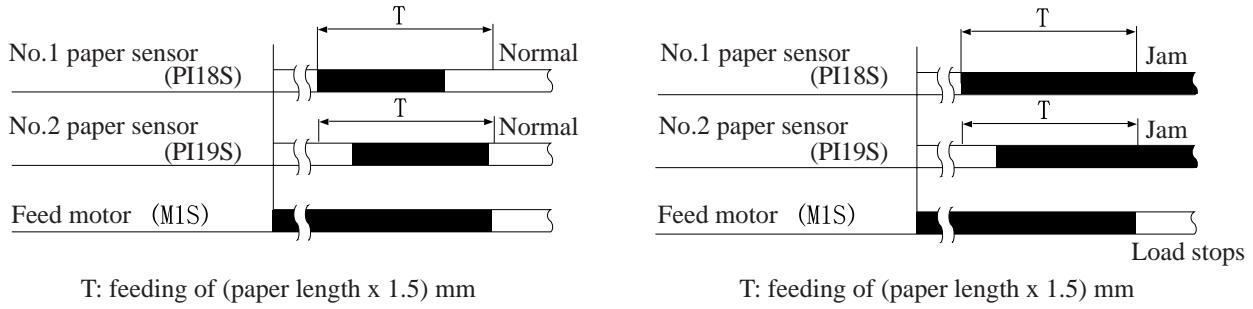 T
No.1 paper sensor
Normal
(PI18S)
T
No.2 paper sensor
Normal
(PI19S)
Feed motor (M1S)
T: feeding of (paper length x 1.5) mm
T
No.1 paper sensor
Jam
(PI18S)
T
No.2 paper sensor
Jam
(PI19S)
Feed motor (M1S)
Load stops
T: feeding of (paper length x 1.5) mm